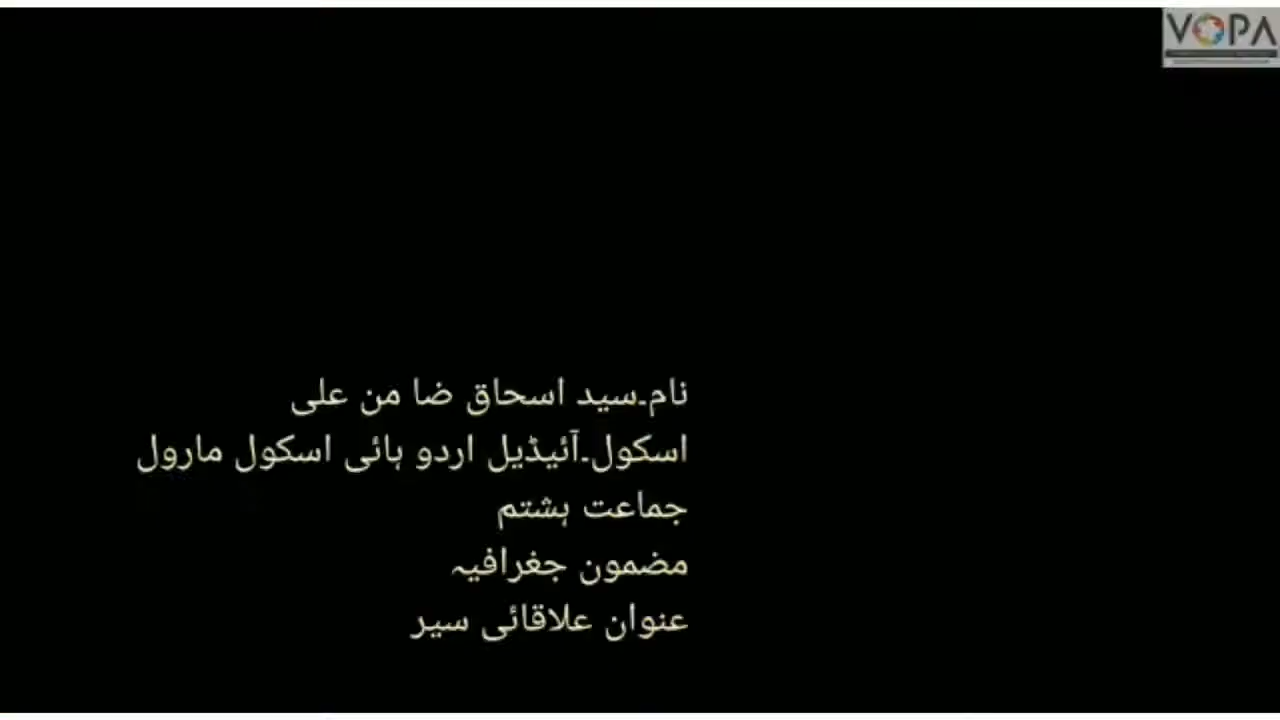 VOPA
نام۔سید اسحاق ضا من علی
اسکول۔آئیڈیل اردو ہائی اسکول مارول
جماعت ہشتم
مضمون جغرافیہ
عنوان علاقائی سیر